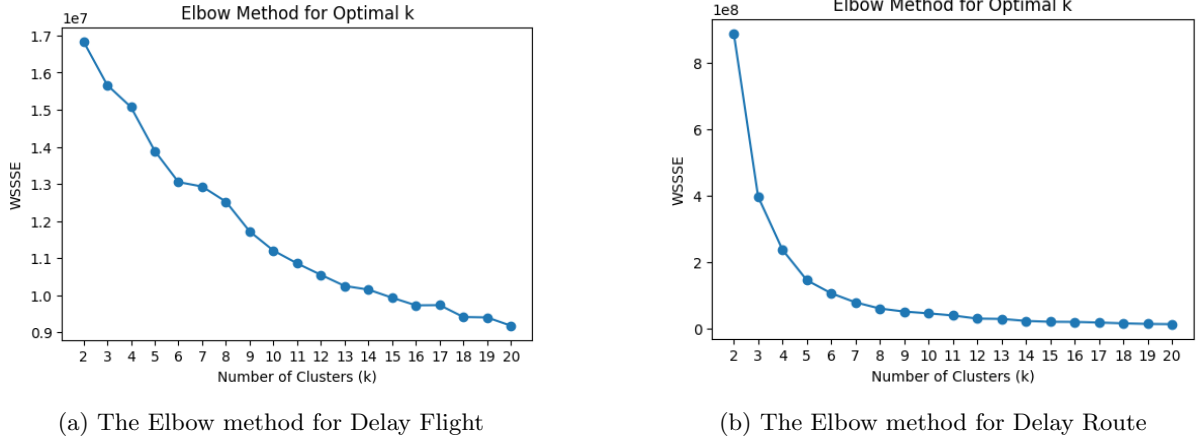 Elbow Method for Optimal k
1e7
1.7
1.6
1.5
1.4
1.3
1.2
1.1
1.0
0.9
WSSSE
2 3 4 5 6 7 8 9 10 11 12 13 14 15 16 17 18 19 20
Number of Clusters (k)
(a) The Elbow method for Delay Flight
Elbow Method for Optimal k
1e8
8
6
4
2
0
WSSSE
2 3 4 5 6 7 8 9 10 11 12 13 14 15 16 17 18 19 20
Number of Clusters (k)
(b) The Elbow method for Delay Route